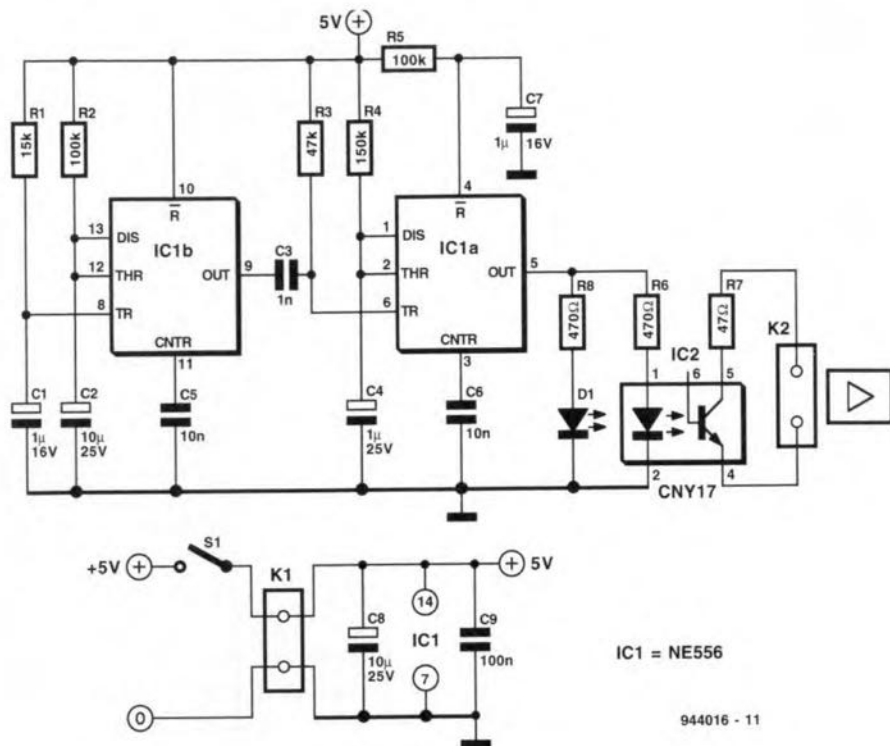 5V
R5
100k
C7
1µ
16V
R1
15k
R2
100k
R3
47k
R4
150k
10
R
13
DIS
12
THR
8
TR
IC1b
OUT
9
CNTR
11
C3
1n
4
R
1
DIS
2
THR
6
TR
IC1a
OUT
5
CNTR
3
R8
470Ω
R6
470Ω
R7
47Ω
K2
IC2
1
6
5
2
4
CNY17
D1
C1
1µ
16V
C2
10µ
25V
C5
10n
C4
1µ
25V
C6
10n
+5V
S1
K1
0
C8
10µ
25V
14
IC1
7
C9
100n
5V
IC1 = NE556
944016 - 11